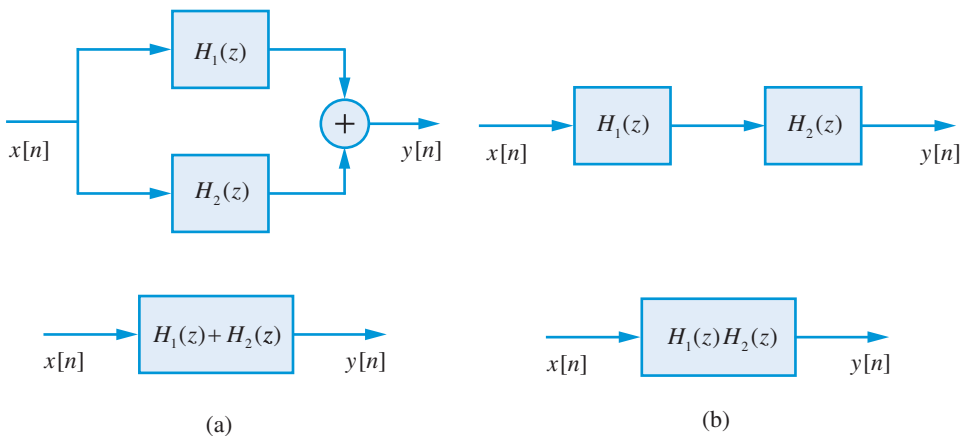 H₁(z)
x[n]
+
y[n]
H₂(z)
H₁(z)+H₂(z)
x[n]
y[n]
(a)
H₁(z)
H₂(z)
x[n]
y[n]
H₁(z)H₂(z)
x[n]
y[n]
(b)